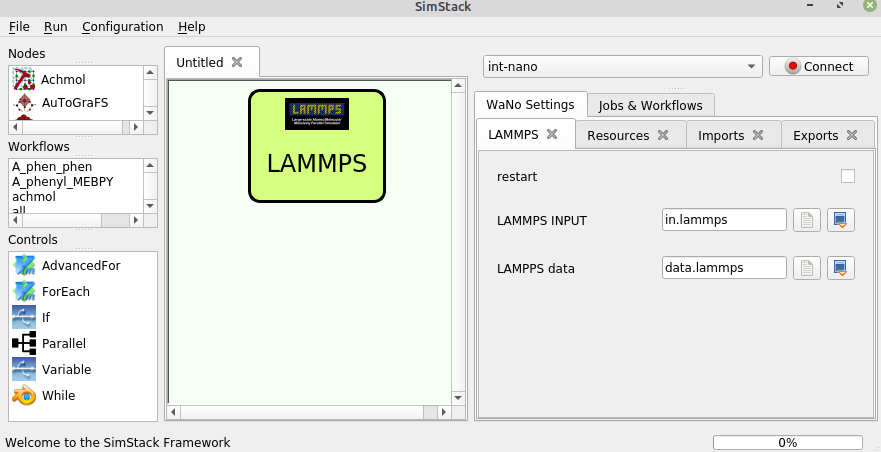 SimStack
File Run Configuration Help
Nodes
Achmol
AuToGraFS
Workflows
A_phen_phen
A_phenyl_MEBPY
achmol
all
Controls
AdvancedFor
ForEach
If
Parallel
Variable
While
Untitled
LAMMPS
Large-scale Atomic/Molecular
Massively Parallel Simulator
LAMMPS
int-nano
Connect
WaNo Settings Jobs & Workflows
LAMMPS Resources Imports Exports
restart
LAMMPS INPUT in.lammps
LAMPPS data data.lammps
Welcome to the SimStack Framework 0%